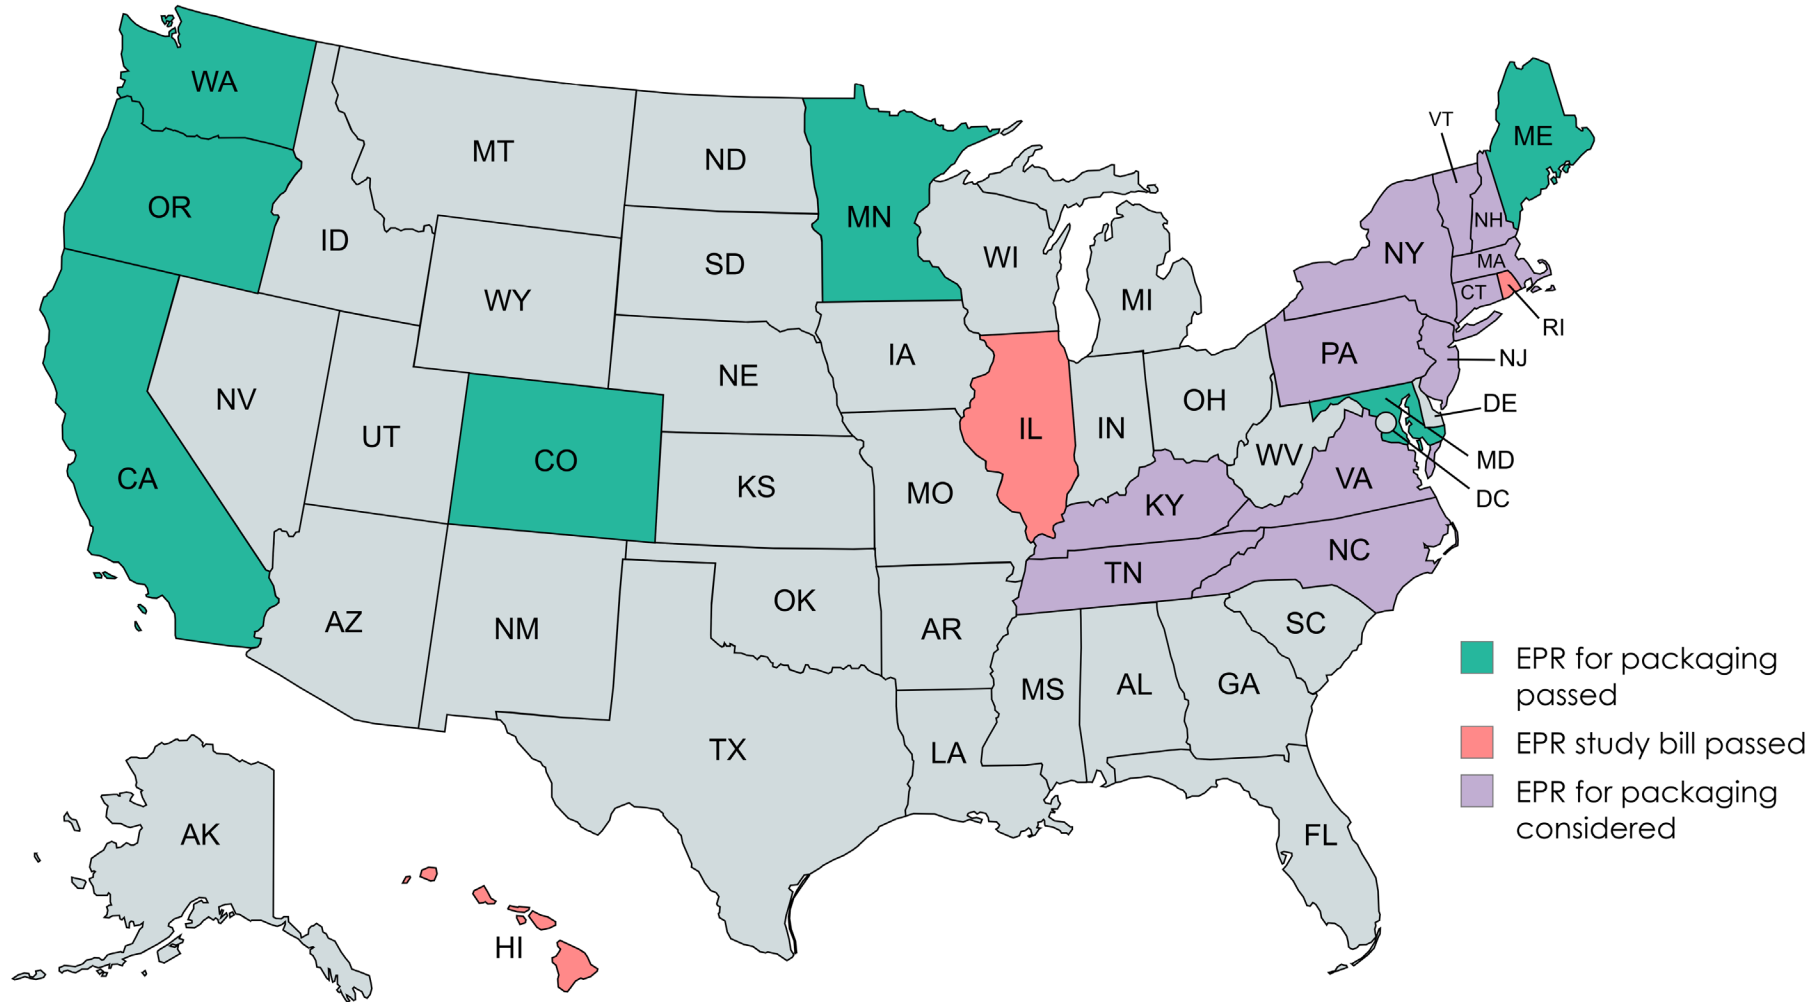 WA
MT
ND
MN
VT
ME
OR
ID
SD
WI
NY
NH
MA
CT
RI
WY
MI
IA
PA
NJ
NE
NV
OH
DE
UT
CO
IL
IN
WV
MD
CA
KS
MO
VA
DC
KY
NC
TN
OK
AZ
NM
AR
SC
MS
AL
GA
TX
LA
FL
AK
HI
EPR for packaging
passed
EPR study bill passed
EPR for packaging
considered